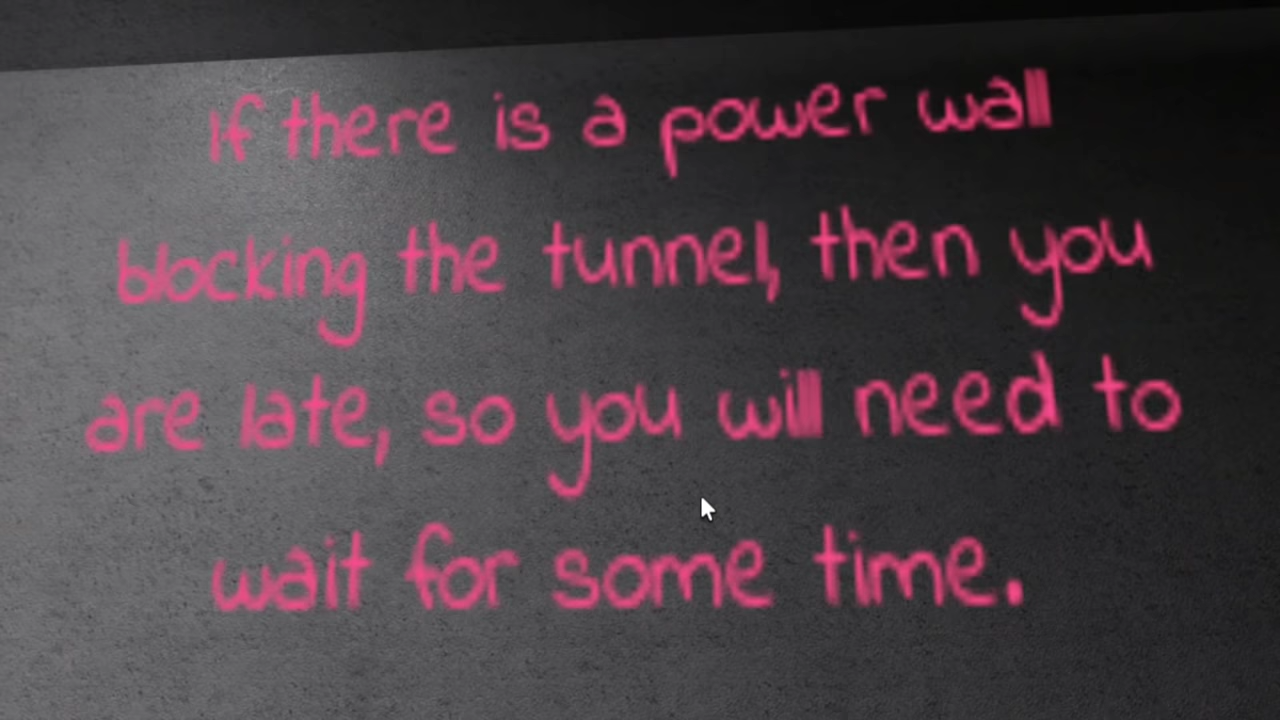 If there is a power wall
blocking the tunnel, then you
are late, so you will need to
wait for some time.